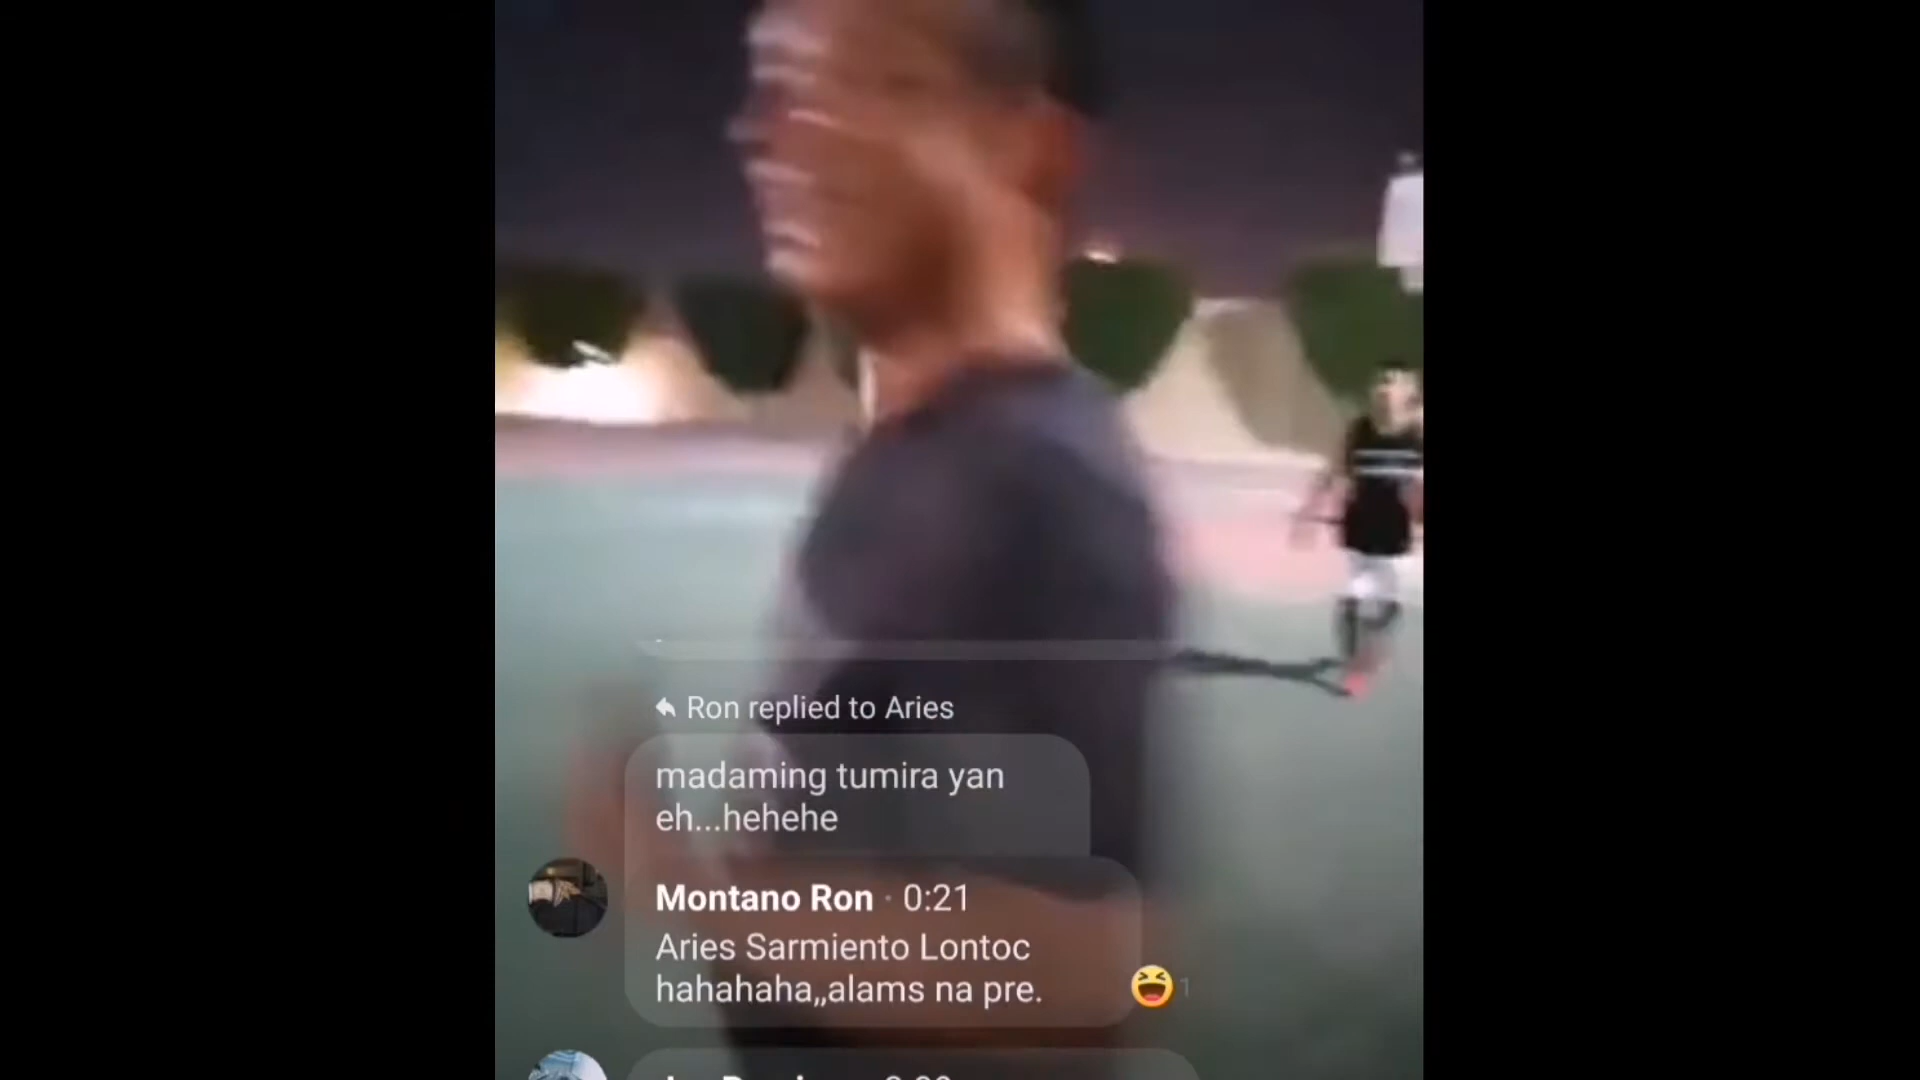 Ron replied to Aries
madaming tumira yan
eh...hehehe
Montano Ron · 0:21
Aries Sarmiento Lontoc
hahahaha,,alams na pre.
1